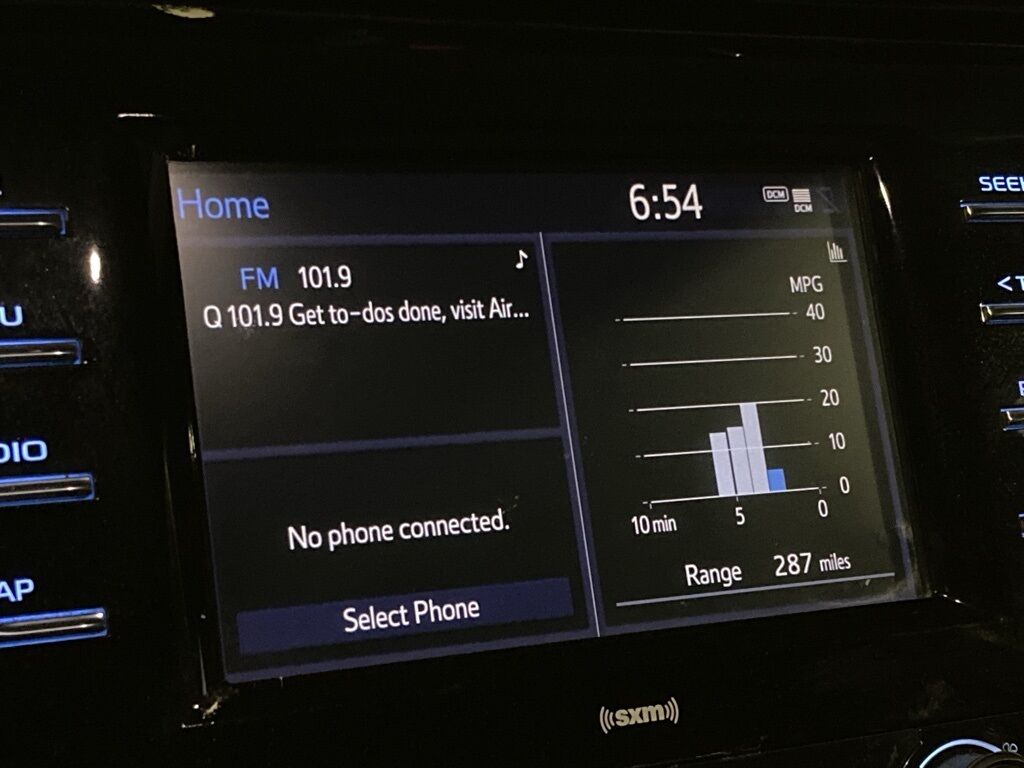 Home
6:54
DCM
DCM
FM 101.9
Q 101.9 Get to-dos done, visit Air...
No phone connected.
Select Phone
MPG
40
30
20
10
0
10 min
5
0
Range 287 miles
sxm
U
DIO
AP
SEEK
<T